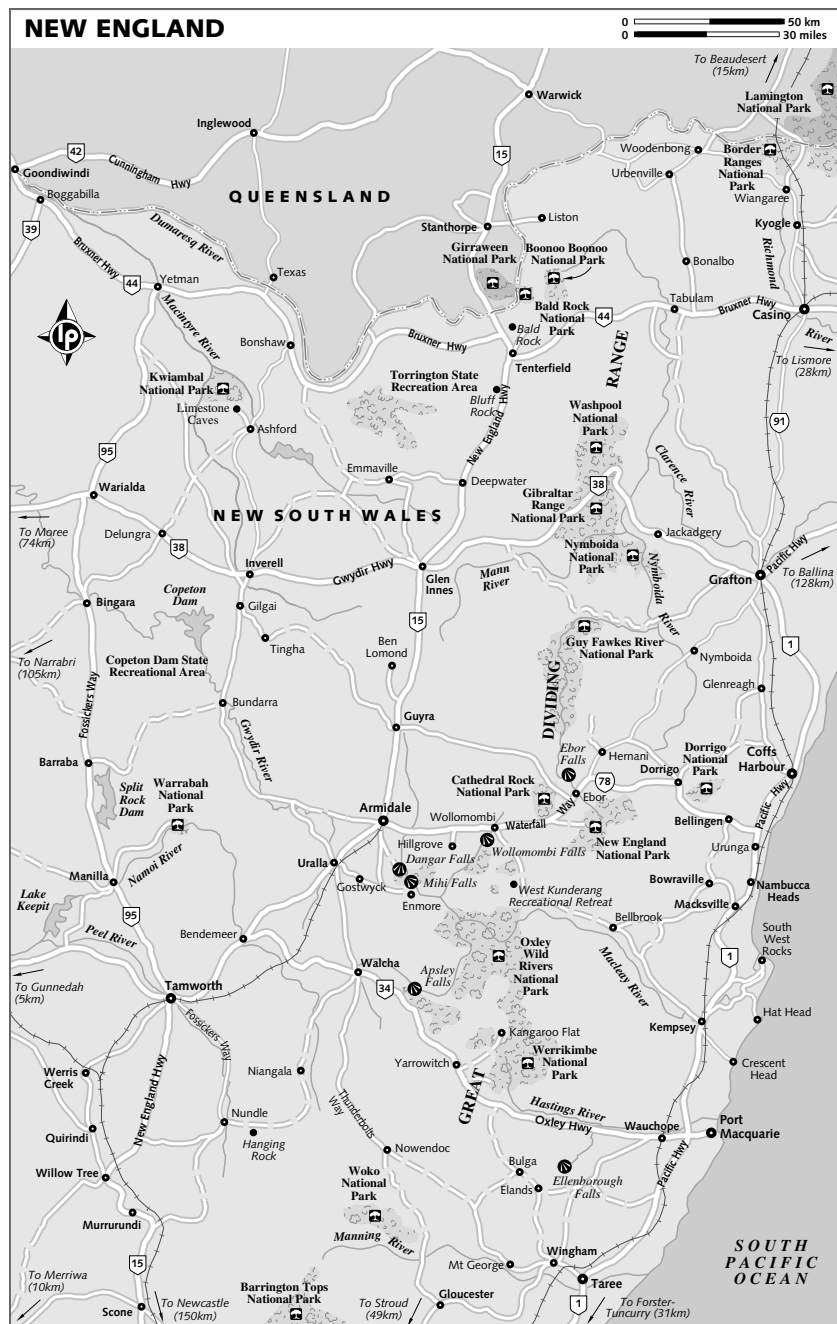 NEW ENGLAND
0 50 km
0 30 miles
To Beaudesert
(15km)
Lamington
National Park
Warwick
Inglewood
42
Cunningham Hwy
15
Woodenbong
Border
Ranges
National
Park
Goondiwindi
Urbenville
Wiangaree
Boggabilla
QUEENSLAND
Liston
Stanthorpe
Kyogle
39
Dumaresq River
Girraween
National Park
Boonoo Boonoo
National Park
Bonalbo
Richmond
Bruxner Hwy
Texas
44
Yetman
Bald Rock
National
Park
Tabulam
Bruxner Hwy
Casino
River
Macintyre River
44
Bald
Rock
Bonshaw
Bruxner Hwy
Tenterfield
RANGE
To Lismore
(28km)
lp
Kwiambal
National Park
Torrington State
Recreation Area
Bluff
Rock
Limestone
Caves
New England Hwy
Washpool
National
Park
Ashford
91
95
Clarence River
Emmaville
Deepwater
38
Warialda
Gibraltar
Range
National Park
NEW SOUTH WALES
To Moree
(74km)
Delungra
38
Jackadgery
Pacific Hwy
Nymboida
National
Park
Nymboida River
Inverell
Gwydir Hwy
Glen
Innes
Mann
River
Grafton
To Ballina
(128km)
Copeton
Dam
Bingara
Gilgai
15
Tingha
Ben
Lomond
Guy Fawkes River
National Park
1
To Narrabri
(105km)
Nymboida
Copeton Dam State
Recreational Area
Fossickers Way
Glenreagh
Bundarra
DIVIDING
Guyra
Gwydir River
Ebor
Falls
Hernani
Dorrigo
National
Park
Coffs
Harbour
Barraba
Split
Rock
Dam
Warrabah
National
Park
Cathedral Rock
National Park
78
Dorrigo
Ebor
Pacific Hwy
Armidale
Wollomombi
Waterfall Way
Bellingen
Hillgrove
Wollomombi Falls
New England
National Park
Urunga
Namoi River
Uralla
Dangar Falls
Manilla
Gostwyck
Mihi Falls
West Kunderang
Recreational Retreat
Bowraville
Nambucca
Heads
Lake
Keepit
Enmore
Macksville
95
Bellbrook
Peel River
Bendemeer
South
West
Rocks
Oxley
Wild
Rivers
National
Park
Macleay River
1
Walcha
Apsley
Falls
To Gunnedah
(5km)
Tamworth
34
Kempsey
Hat Head
Fossickers Way
Kangaroo Flat
Yarrowitch
Werrikimbe
National
Park
Crescent
Head
Werris
Creek
Niangala
New England Hwy
Thunderbolts
Way
GREAT
Hastings River
Nundle
Oxley Hwy
Wauchope
Port
Macquarie
Quirindi
Hanging
Rock
Nowendoc
Pacific Hwy
Willow Tree
Bulga
Elands
Ellenborough
Falls
Woko
National
Park
Murrurundi
Manning River
SOUTH
PACIFIC
OCEAN
15
Mt George
Wingham
To Merriwa
(10km)
Taree
Barrington Tops
National Park
Gloucester
Scone
To Newcastle
(150km)
To Stroud
(49km)
1
To Forster-
Tuncurry (31km)